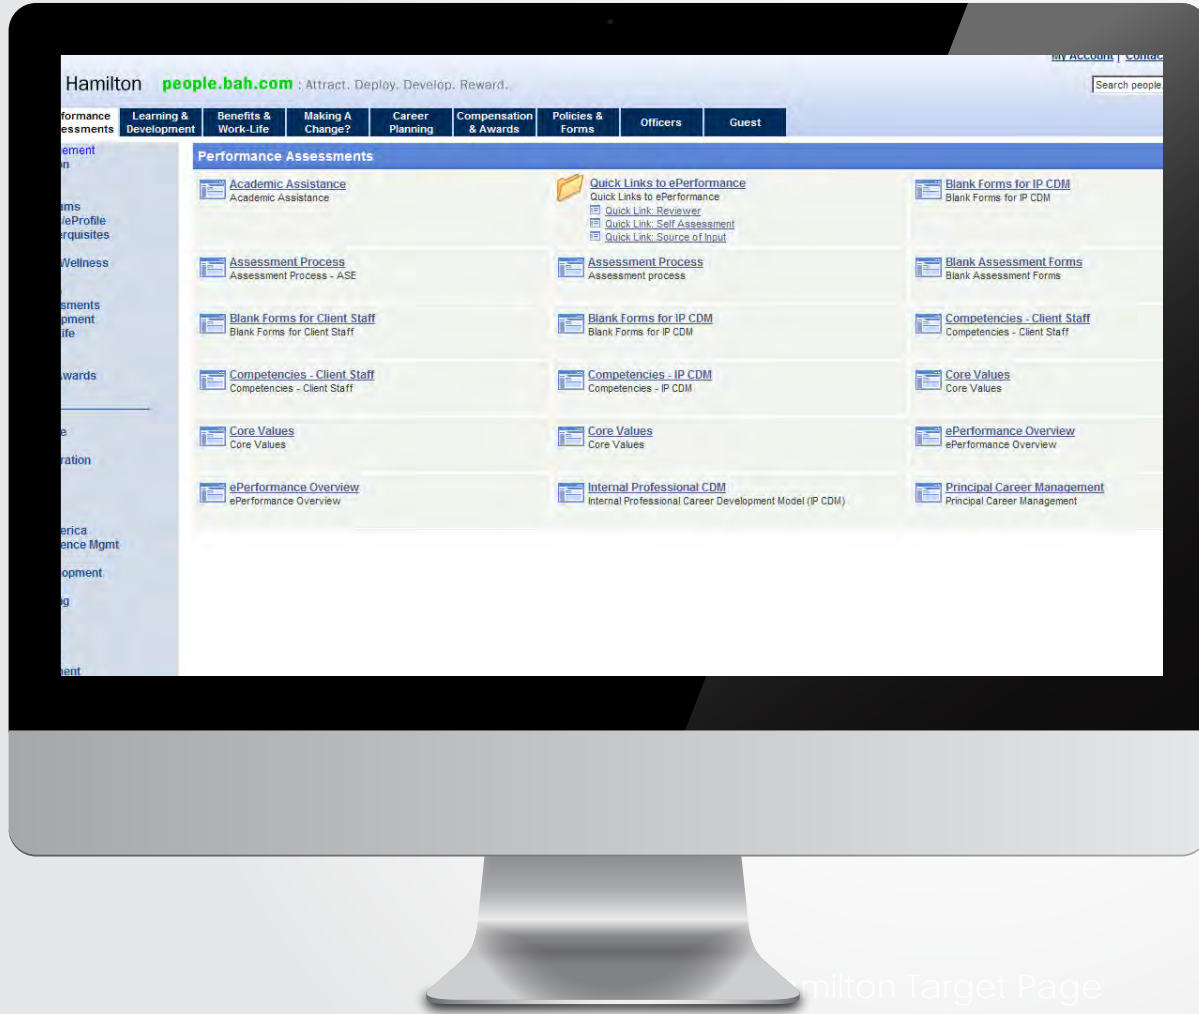 My Account | Contac
Hamilton people.bah.com : Attract. Deploy. Develop. Reward.
Search people.
formance
essments
Learning &
Development
Benefits &
Work-Life
Making A
Change?
Career
Planning
Compensation
& Awards
Policies &
Forms
Officers
Guest
ement
on
ams
/eProfile
erquisites
Wellness
sments
pment
ife
wards
e
ration
erica
ence Mgmt
opment
ng
ment
Performance Assessments
Academic Assistance
Academic Assistance
Quick Links to ePerformance
Quick Links to ePerformance
Quick Link: Reviewer
Quick Link: Self Assessment
Quick Link: Source of Input
Blank Forms for IP CDM
Blank Forms for IP CDM
Assessment Process
Assessment Process - ASE
Assessment Process
Assessment process
Blank Assessment Forms
Blank Assessment Forms
Blank Forms for Client Staff
Blank Forms for Client Staff
Blank Forms for IP CDM
Blank Forms for IP CDM
Competencies - Client Staff
Competencies - Client Staff
Competencies - Client Staff
Competencies - Client Staff
Competencies - IP CDM
Competencies - IP CDM
Core Values
Core Values
Core Values
Core Values
Core Values
Core Values
ePerformance Overview
ePerformance Overview
ePerformance Overview
ePerformance Overview
Internal Professional CDM
Internal Professional Career Development Model (IP CDM)
Principal Career Management
Principal Career Management
milton Target Page